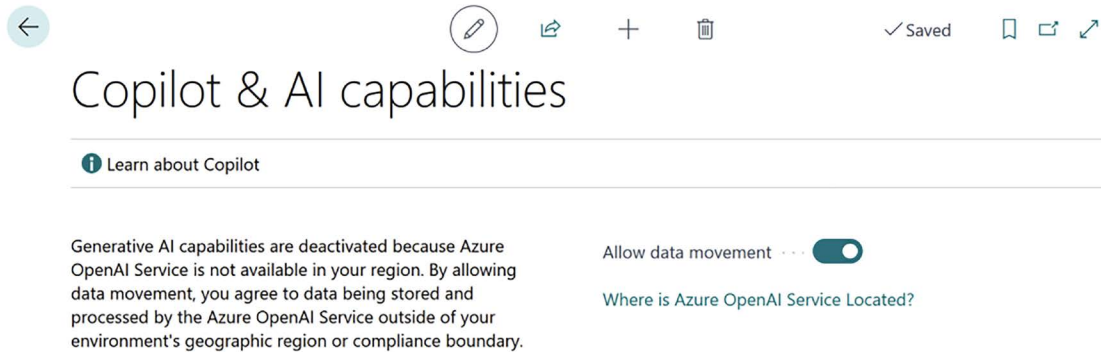 Saved
Copilot & AI capabilities
Learn about Copilot
Generative AI capabilities are deactivated because Azure
OpenAI Service is not available in your region. By allowing
data movement, you agree to data being stored and
processed by the Azure OpenAI Service outside of your
environment's geographic region or compliance boundary.
Allow data movement
Where is Azure OpenAI Service Located?